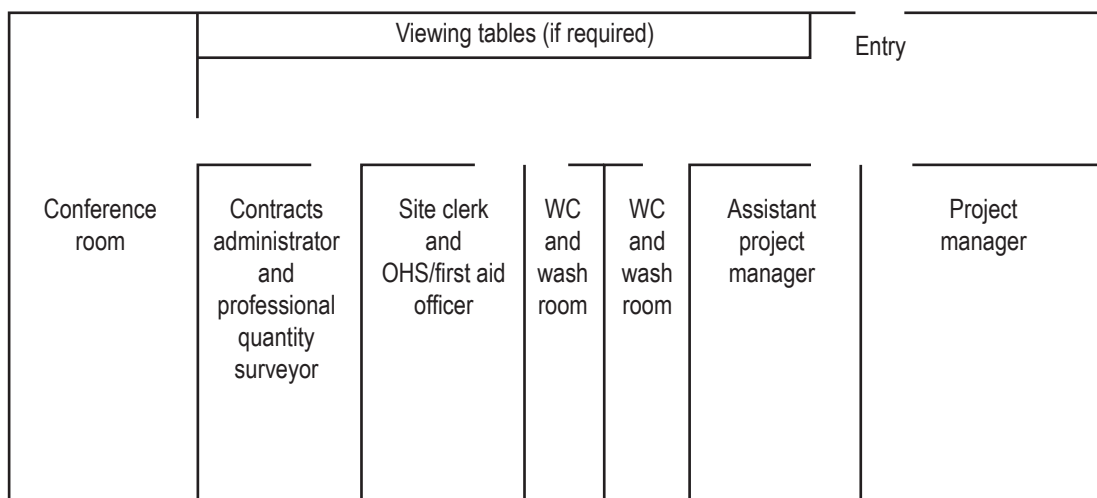 Viewing tables (if required)
Entry
Conference
room
Contracts
administrator
and
professional
quantity
surveyor
Site clerk
and
OHS/first aid
officer
WC
and
wash
room
WC
and
wash
room
Assistant
project
manager
Project
manager